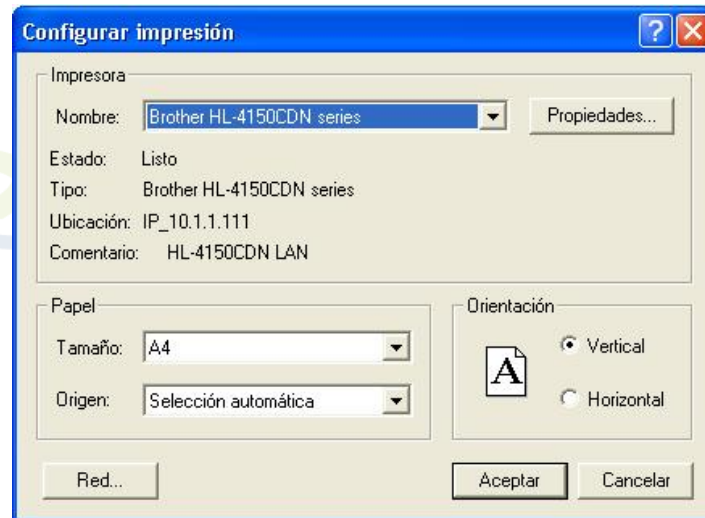 Configurar impresión
Impresora
Nombre: Brother HL-4150CDN series Propiedades...
Estado: Listo
Tipo: Brother HL-4150CDN series
Ubicación: IP_10.1.1.111
Comentario: HL-4150CDN LAN
Papel
Tamaño: A4
Origen: Selección automática
Orientación
A
Vertical
Horizontal
Red... Aceptar Cancelar